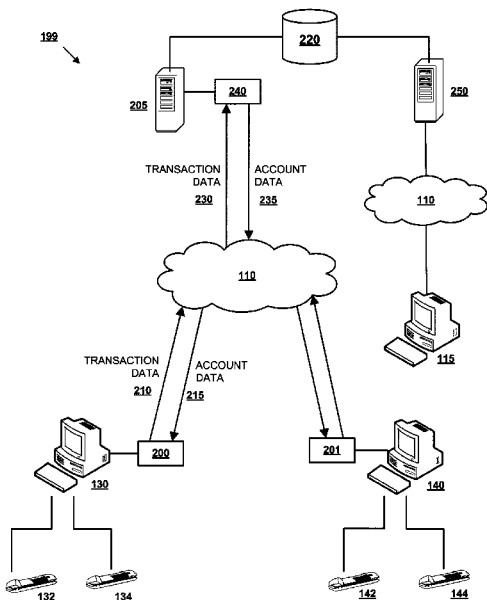 199
220
205
240
250
TRANSACTION
DATA
230
ACCOUNT
DATA
235
110
110
115
TRANSACTION
DATA
210
ACCOUNT
DATA
215
200
201
130
140
132
134
142
144